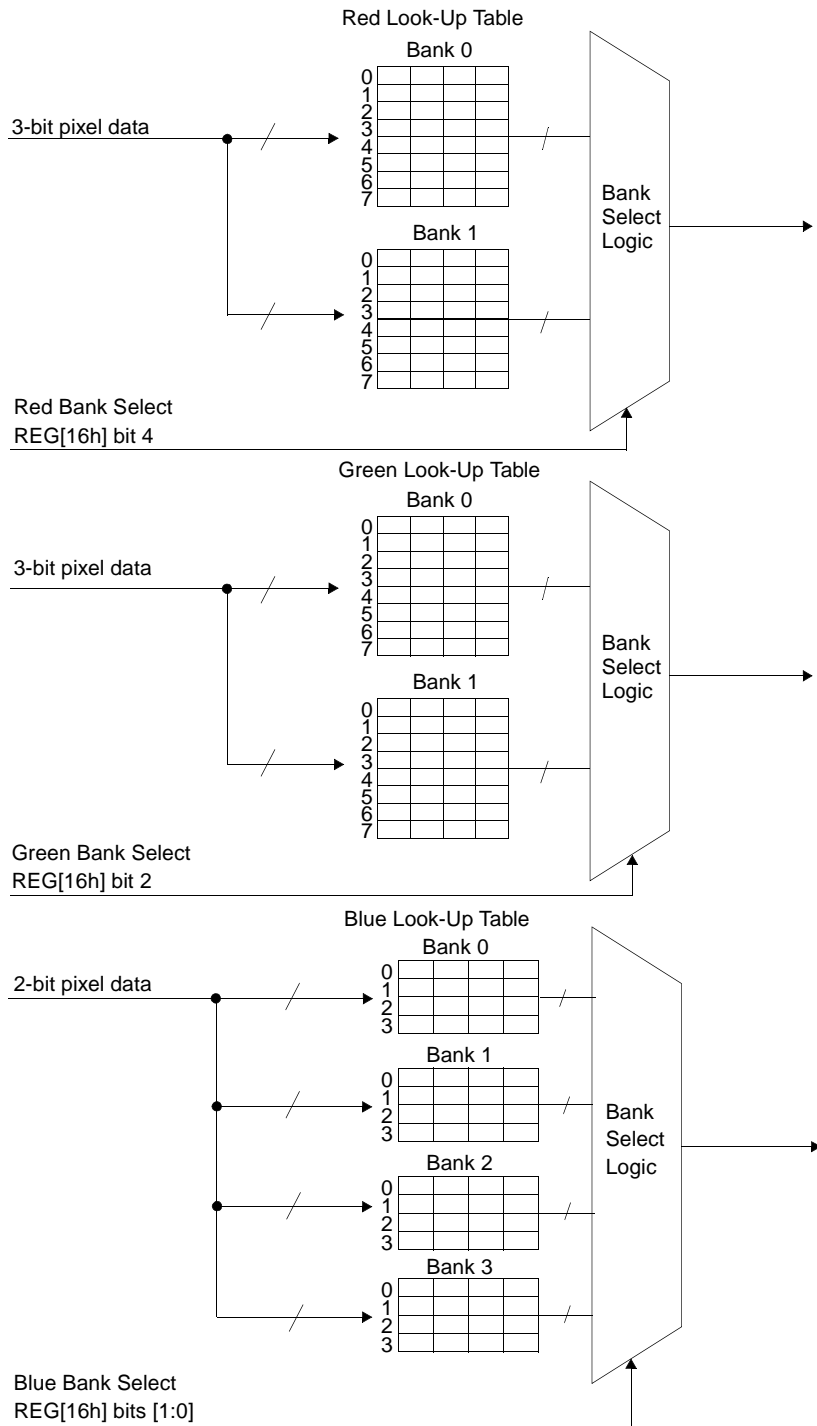 Red Look-Up Table
Bank 0
0
1
2
3
4
5
6
7
3-bit pixel data
Bank 1
0
1
2
3
4
5
6
7
Bank
Select
Logic
Red Bank Select
REG[16h] bit 4
Green Look-Up Table
Bank 0
0
1
2
3
4
5
6
7
3-bit pixel data
Bank 1
0
1
2
3
4
5
6
7
Bank
Select
Logic
Green Bank Select
REG[16h] bit 2
Blue Look-Up Table
Bank 0
0
1
2
3
2-bit pixel data
Bank 1
0
1
2
3
Bank 2
0
1
2
3
Bank 3
0
1
2
3
Bank
Select
Logic
Blue Bank Select
REG[16h] bits [1:0]